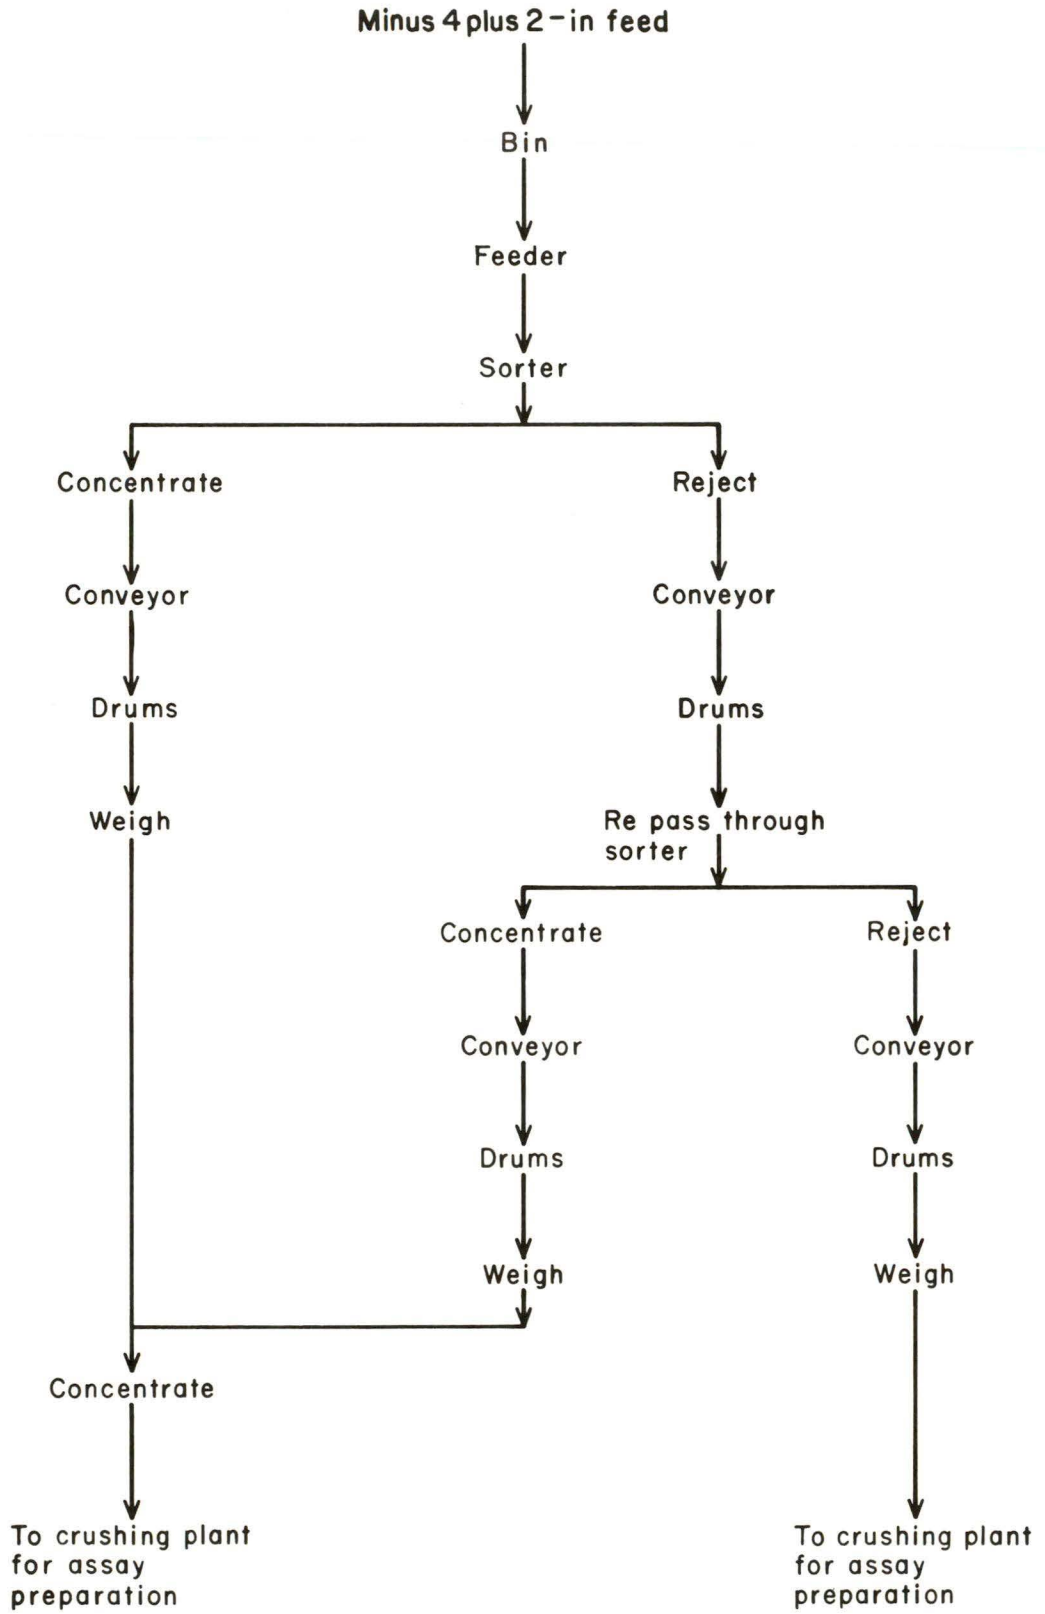 Minus 4 plus 2-in feed
Bin
Feeder
Sorter
Concentrate
Reject
Conveyor
Conveyor
Drums
Drums
Weigh
Re pass through
sorter
Concentrate
Reject
Conveyor
Conveyor
Drums
Drums
Weigh
Weigh
Concentrate
To crushing plant
for assay
preparation
To crushing plant
for assay
preparation